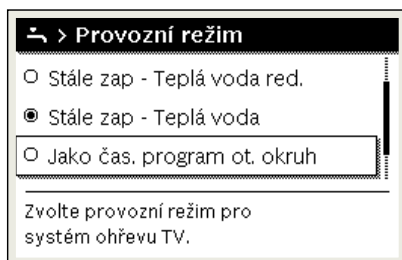 > Provozní režim
Stále zap - Teplá voda red.
Stále zap - Teplá voda
Jako čas. program ot. okruh
Zvolte provozní režim pro
systém ohřevu TV.